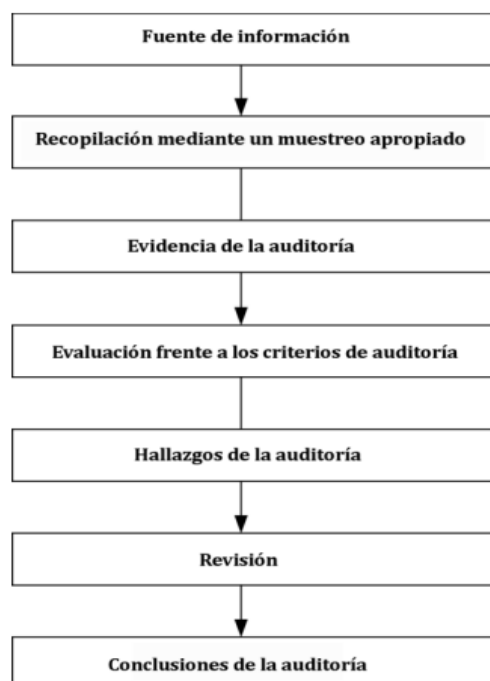 Fuente de información
Recopilación mediante un muestreo apropiado
Evidencia de la auditoría
Evaluación frente a los criterios de auditoría
Hallazgos de la auditoría
Revisión
Conclusiones de la auditoría